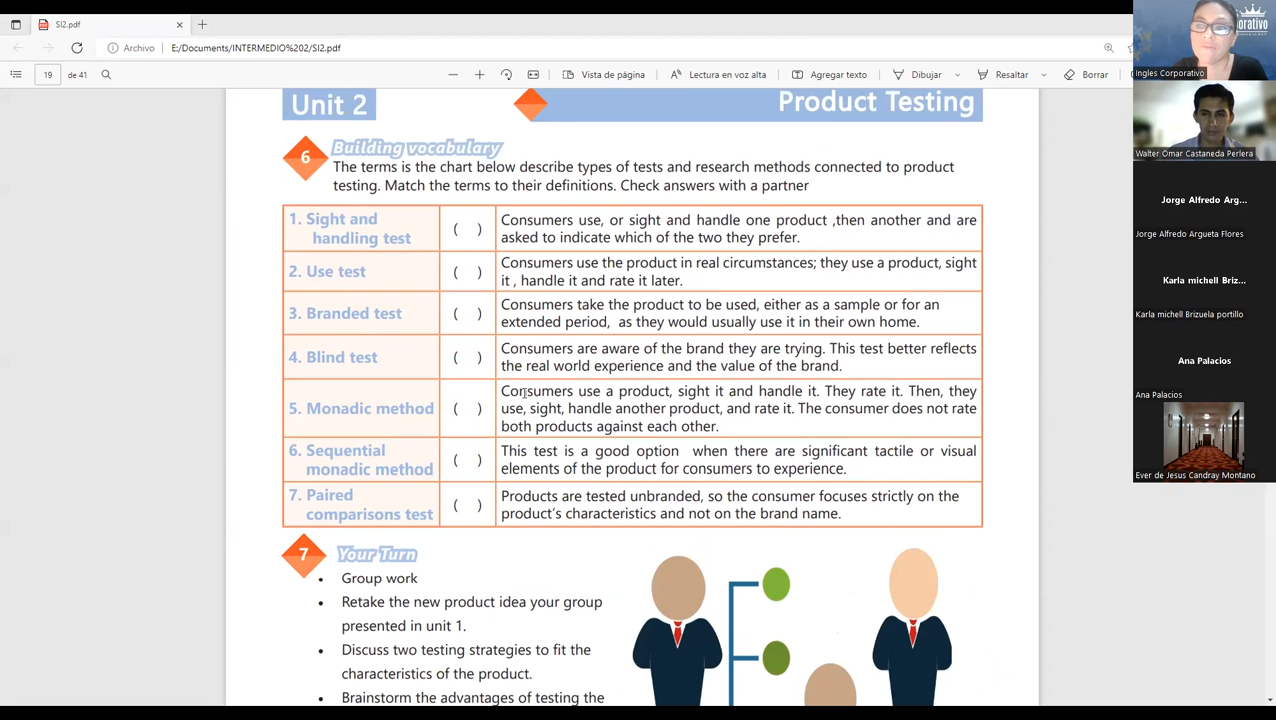 SI2.pdf
Archivo
E:/Documents/INTERMEDIO%202/SI2.pdf
19
de 41
Vista de página
Lectura en voz alta
Agregar texto
Dibujar
Resaltar
Borrar
Unit 2
Product Testing
6
Building vocabulary
The terms is the chart below describe types of tests and research methods connected to product
testing. Match the terms to their definitions. Check answers with a partner
1. Sight and
handling test
( )
Consumers use, or sight and handle one product ,then another and are
asked to indicate which of the two they prefer.
2. Use test
( )
Consumers use the product in real circumstances; they use a product, sight
it , handle it and rate it later.
3. Branded test
( )
Consumers take the product to be used, either as a sample or for an
extended period, as they would usually use it in their own home.
4. Blind test
( )
Consumers are aware of the brand they are trying. This test better reflects
the real world experience and the value of the brand.
5. Monadic method
( )
Consumers use a product, sight it and handle it. They rate it. Then, they
use, sight, handle another product, and rate it. The consumer does not rate
both products against each other.
6. Sequential
monadic method
( )
This test is a good option when there are significant tactile or visual
elements of the product for consumers to experience.
7. Paired
comparisons test
( )
Products are tested unbranded, so the consumer focuses strictly on the
product's characteristics and not on the brand name.
7
Your Turn
• Group work
• Retake the new product idea your group
presented in unit 1.
• Discuss two testing strategies to fit the
characteristics of the product.
• Brainstorm the advantages of testing the
Ingles Corporativo
Walter Omar Castaneda Perlera
Jorge Alfredo Arg...
Jorge Alfredo Argueta Flores
Karla michell Briz...
Karla michell Brizuela portillo
Ana Palacios
Ana Palacios
Ever de Jesus Candray Montano